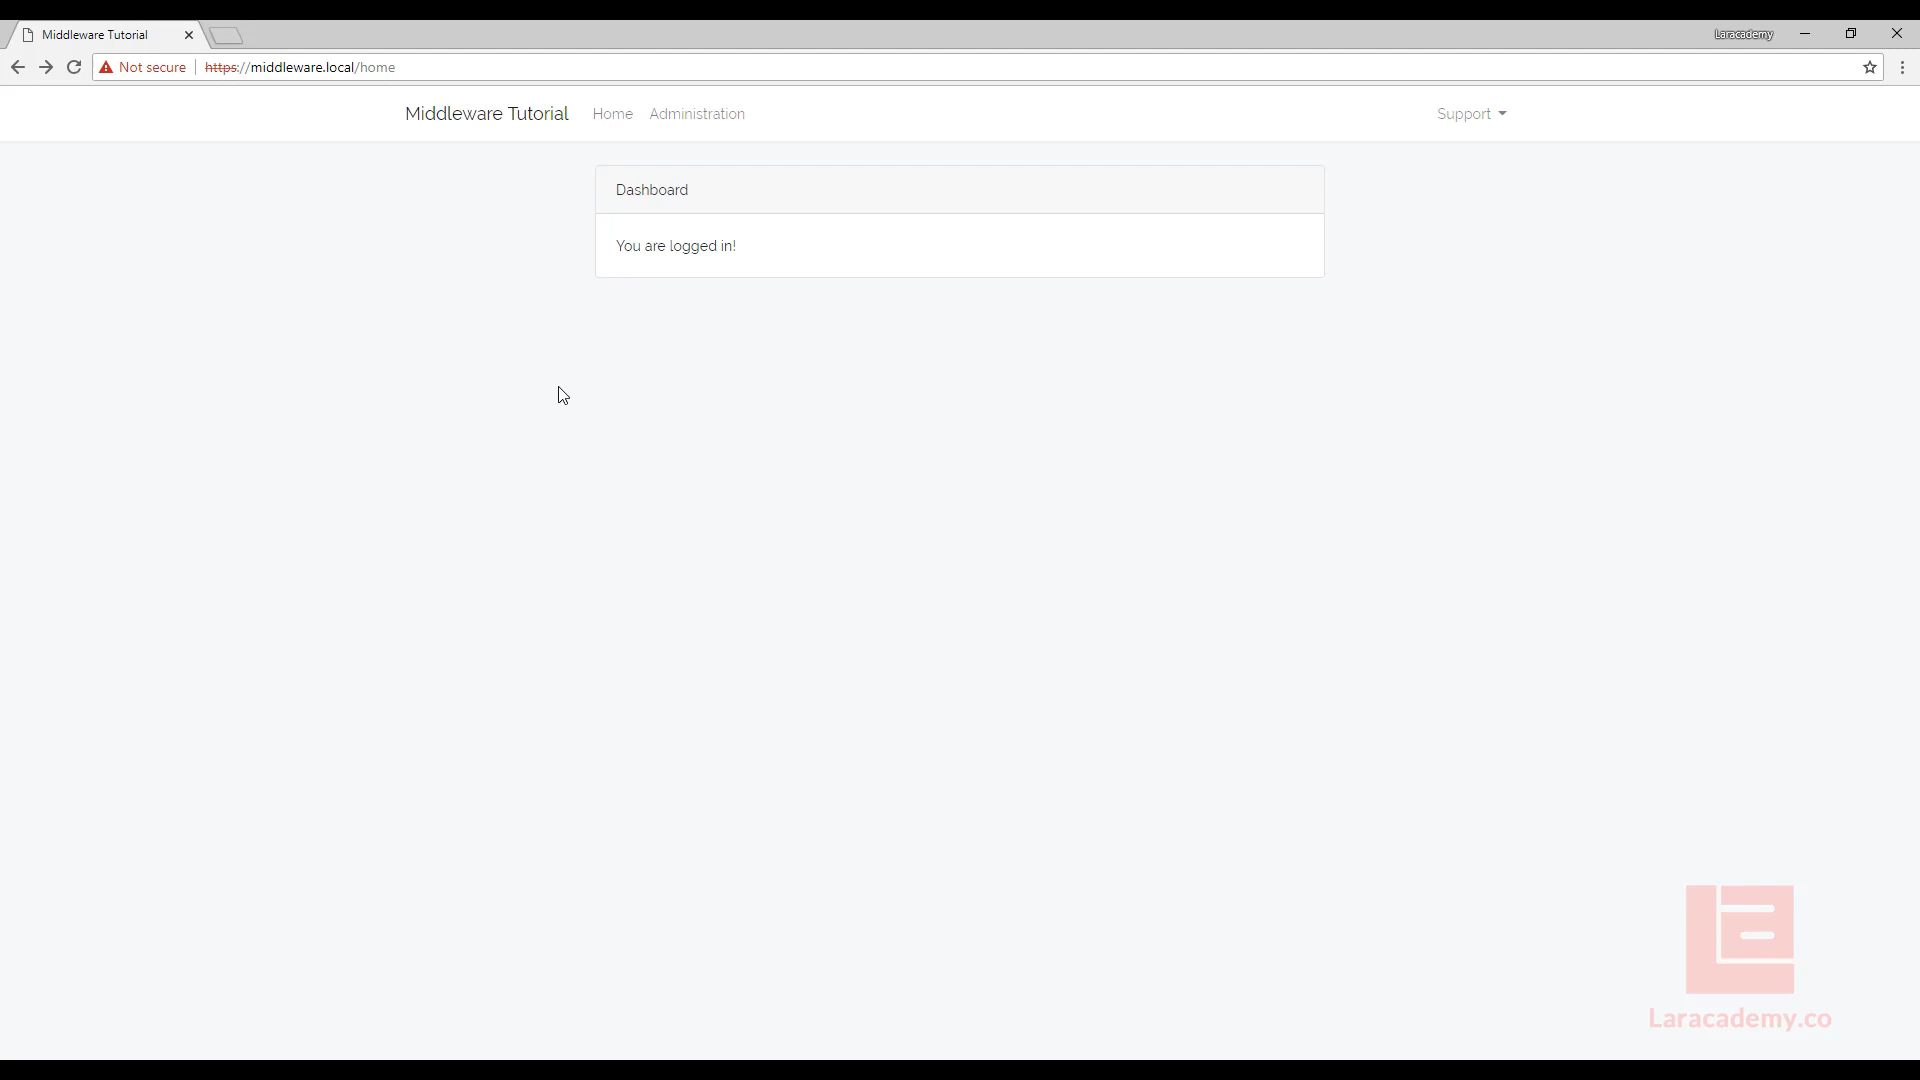 Middleware Tutorial
Laracademy
Not secure https://middleware.local/home
Middleware Tutorial Home Administration Support
Dashboard
You are logged in!
Laracademy.co